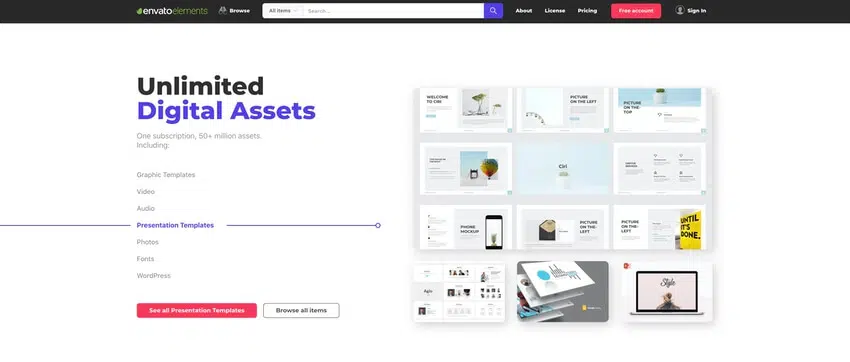 envatoelements
Browse
All items
Search ...
About
License
Pricing
Free account
Sign In
Unlimited
Digital Assets
One subscription, 50+ million assets.
Including:
Graphic Templates
Video
Audio
Presentation Templates
Photos
Fonts
WordPress
See all Presentation Templates
Browse all items
WELCOME
TO CIRI
PICTURE
ON THE LEFT
PICTURE
ON THE-
TOP
Ciri
PHONE
MOCKUP
PICTURE
ON THE-
LEFT
PICTURE
ON THE-
LEFT
UNTIL
IT'S
DONE.
Agio
Style